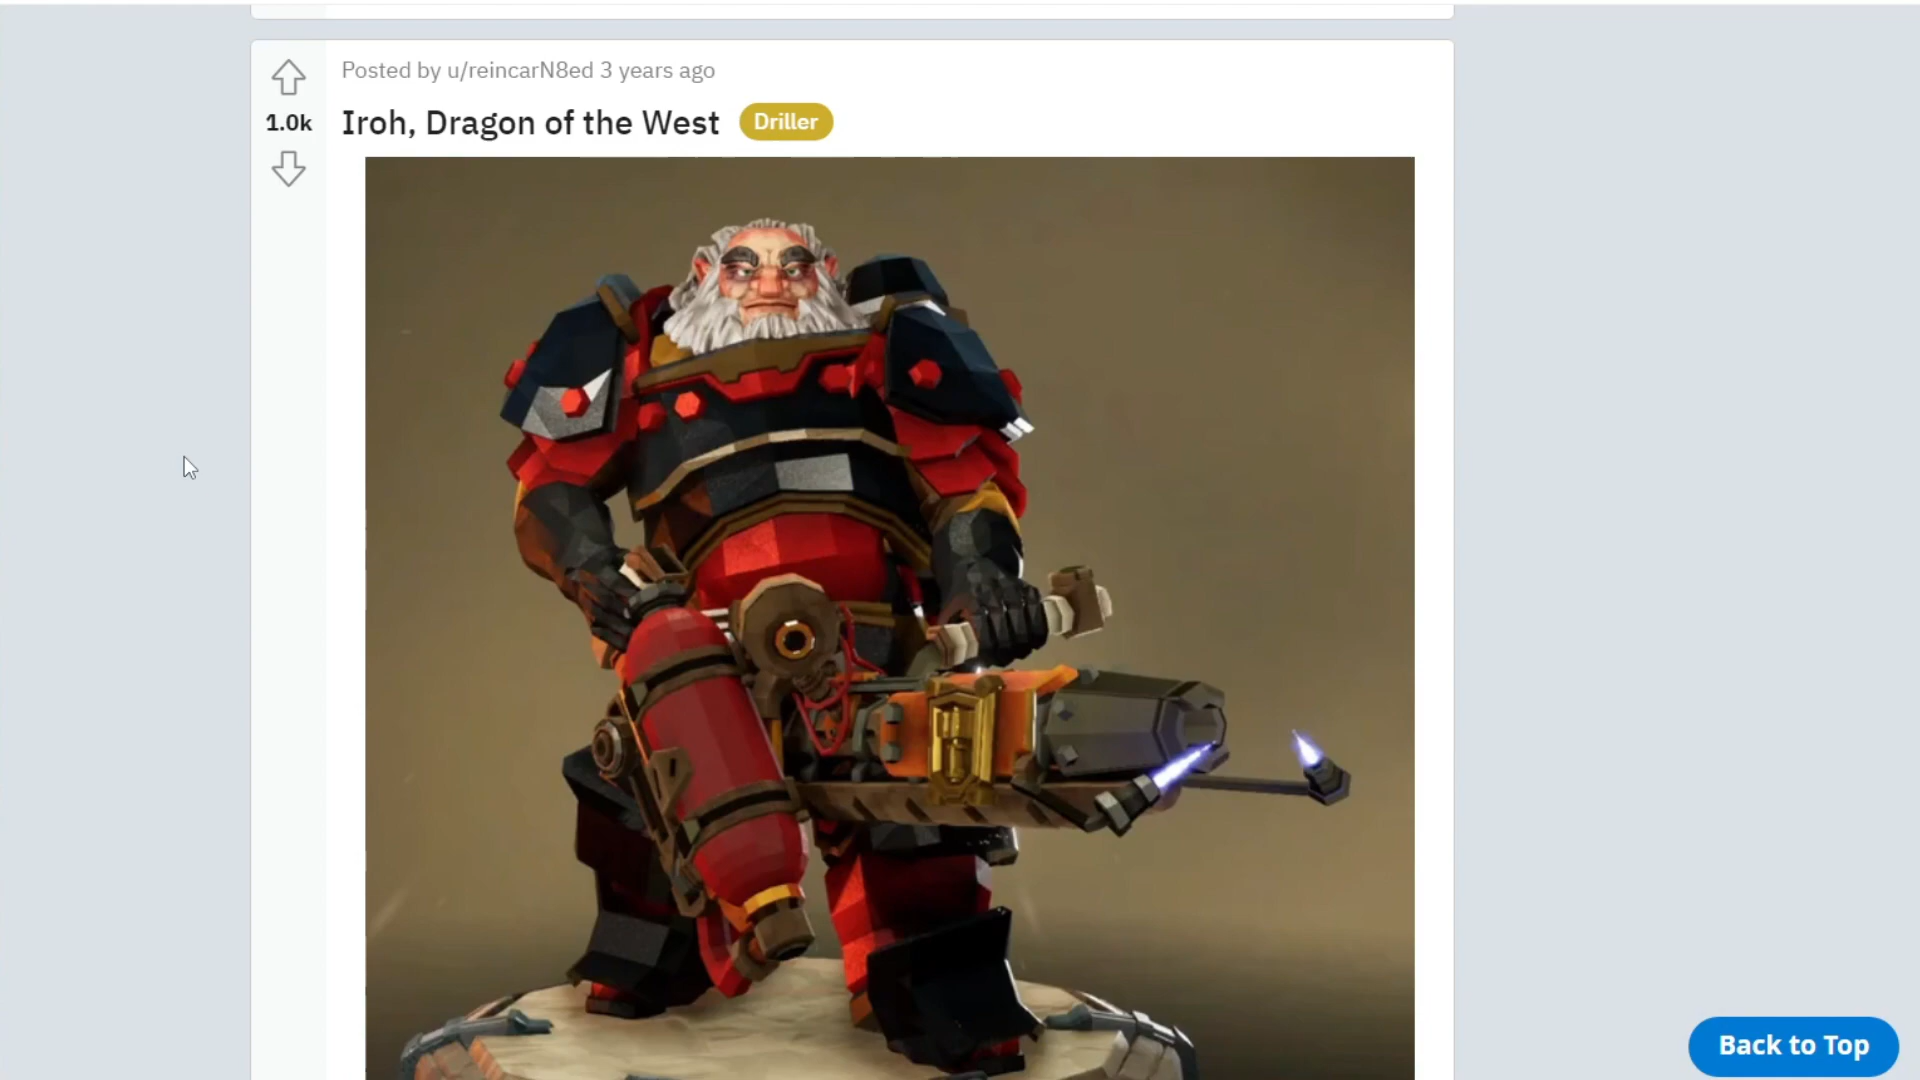 Posted by u/reincarN8ed 3 years ago
1.0k
Iroh, Dragon of the West Driller
Back to Top